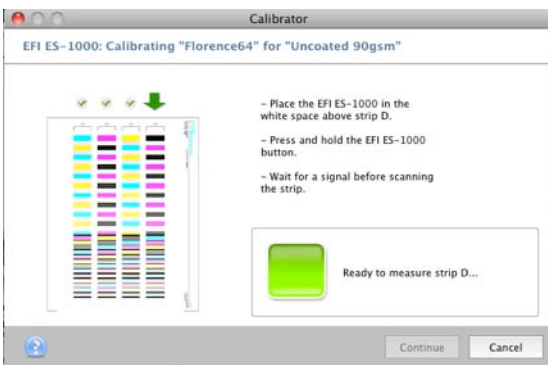 Calibrator
EFI ES-1000: Calibrating "Florence64" for "Uncoated 90gsm"
– Place the EFI ES-1000 in the
white space above strip D.
– Press and hold the EFI ES-1000
button.
– Wait for a signal before scanning
the strip.
Ready to measure strip D...
?
Continue
Cancel